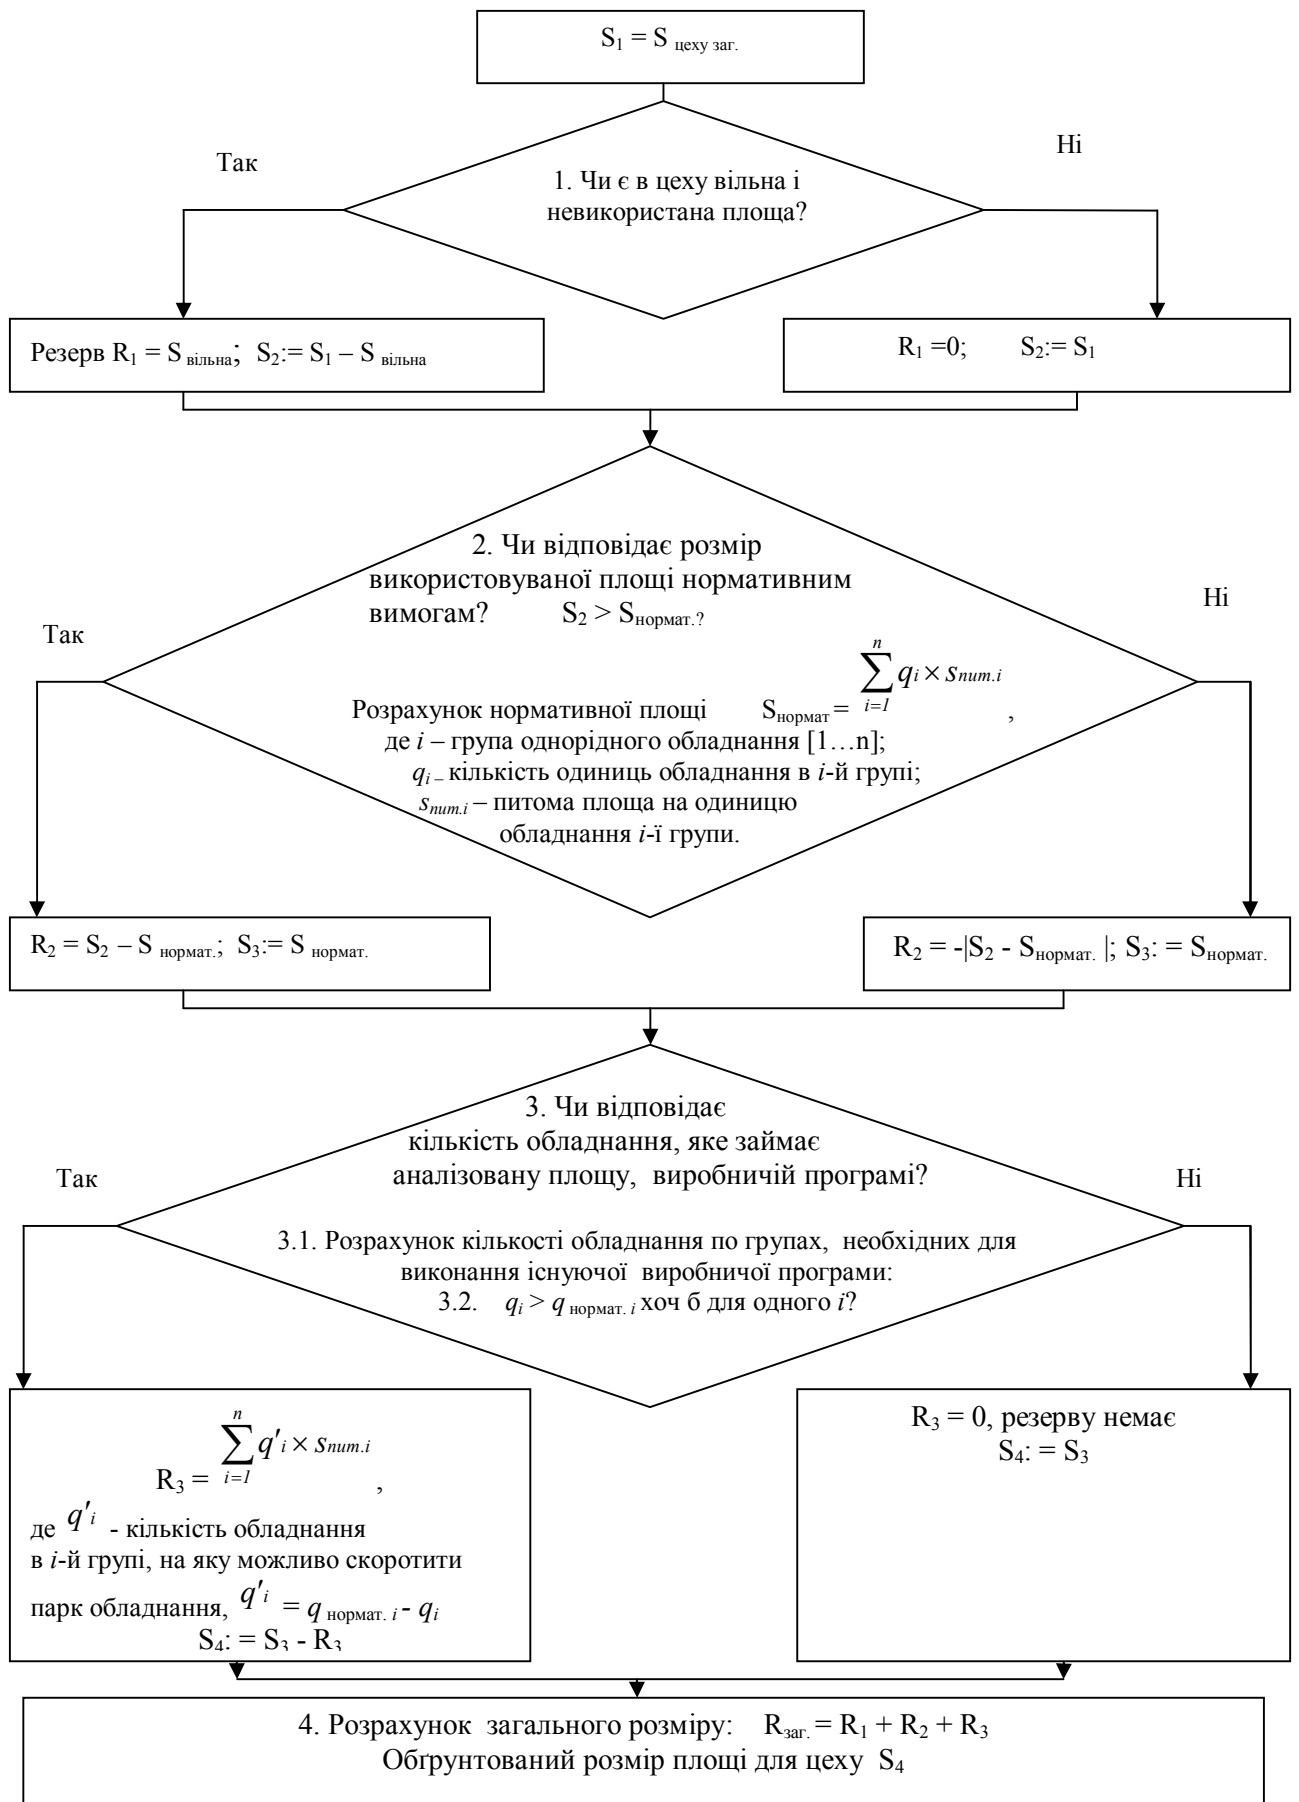 S₁ = S цеху заг.
Так
Ні
1. Чи є в цеху вільна і
невикористана площа?
Резерв R₁ = S вільна; S₂:= S₁ – S вільна
R₁ =0; S₂:= S₁
2. Чи відповідає розмір
використовуваної площі нормативним
вимогам? S₂ > Sнормат.?
Так
Ні
Розрахунок нормативної площі Sнормат = ∑ⁿᵢ₌₁ qi × sпит.i ,
де i – група однорідного обладнання [1…n];
qi – кількість одиниць обладнання в i-й групі;
sпит.i – питома площа на одиницю
обладнання i-ї групи.
R₂ = S₂ – S нормат.; S₃:= S нормат.
R₂ = -|S₂ - Sнормат. |; S₃: = Sнормат.
3. Чи відповідає
кількість обладнання, яке займає
аналізовану площу, виробничій програмі?
Так
Ні
3.1. Розрахунок кількості обладнання по групах, необхідних для
виконання існуючої виробничої програми:
3.2. qi > q нормат. i хоч б для одного i?
R₃ = ∑ⁿᵢ₌₁ q′i × sпит.i ,
де q′i - кількість обладнання
в i-й групі, на яку можливо скоротити
парк обладнання, q′i = q нормат. i - qi
S₄: = S₃ - R₃
R₃ = 0, резерву немає
S₄: = S₃
4. Розрахунок загального розміру: Rзаг. = R₁ + R₂ + R₃
Обґрунтований розмір площі для цеху S₄